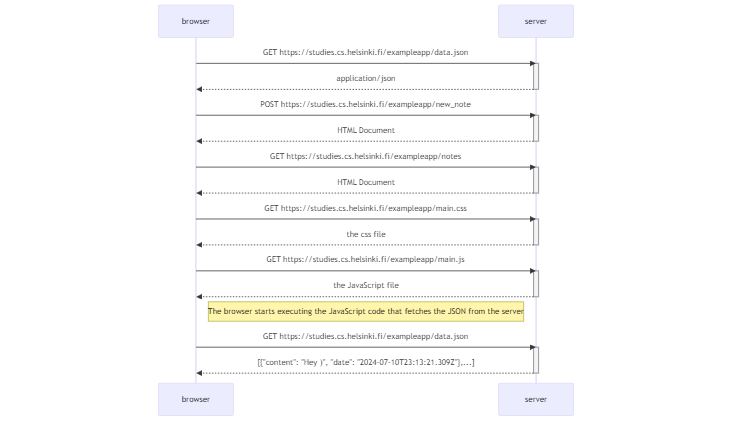 browser server
GET https://studies.cs.helsinki.fi/exampleapp/data.json
application/json
POST https://studies.cs.helsinki.fi/exampleapp/new_note
HTML Document
GET https://studies.cs.helsinki.fi/exampleapp/notes
HTML Document
GET https://studies.cs.helsinki.fi/exampleapp/main.css
the css file
GET https://studies.cs.helsinki.fi/exampleapp/main.js
the JavaScript file
The browser starts executing the JavaScript code that fetches the JSON from the server
GET https://studies.cs.helsinki.fi/exampleapp/data.json
[{"content": "Hey )", "date": "2024-07-10T23:13:21.309Z"},...]
browser server